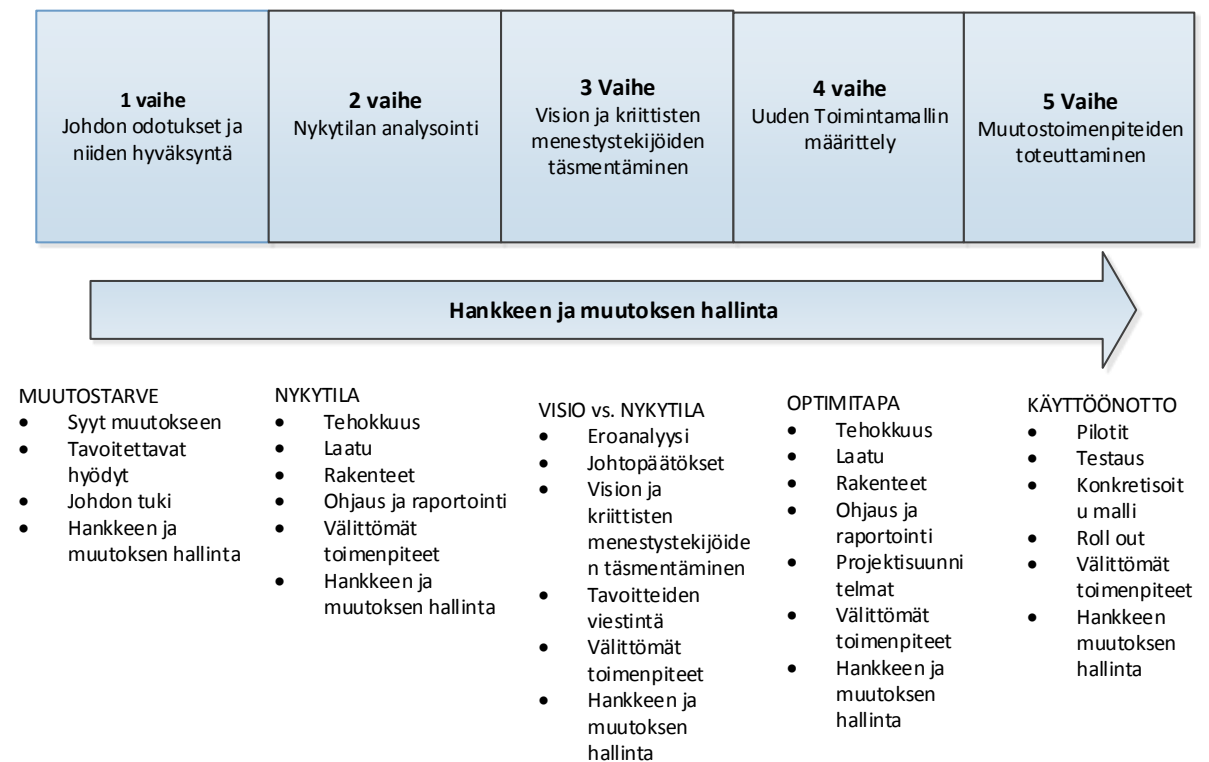 1 vaihe
Johdon odotukset ja
niiden hyväksyntä
2 vaihe
Nykytilan analysointi
3 Vaihe
Vision ja kriittisten
menestystekijöiden
täsmentäminen
4 vaihe
Uuden Toimintamallin
määrittely
5 Vaihe
Muutostoimenpiteiden
toteuttaminen
Hankkeen ja muutoksen hallinta
MUUTOSTARVE
• Syyt muutokseen
• Tavoitettavat
hyödyt
• Johdon tuki
• Hankkeen ja
muutoksen hallinta
NYKYTILA
• Tehokkuus
• Laatu
• Rakenteet
• Ohjaus ja raportointi
• Välittömät
toimenpiteet
• Hankkeen ja
muutoksen hallinta
VISIO vs. NYKYTILA
• Eroanalyysi
• Johtopäätökset
• Vision ja
kriittisten
menestystekijöide
n täsmentäminen
• Tavoitteiden
viestintä
• Välittömät
toimenpiteet
• Hankkeen ja
muutoksen
hallinta
OPTIMITAPA
• Tehokkuus
• Laatu
• Rakenteet
• Ohjaus ja
raportointi
• Projektisuunni
telmat
• Välittömät
toimenpiteet
• Hankkeen ja
muutoksen
hallinta
KÄYTTÖÖNOTTO
• Pilotit
• Testaus
• Konkretisoit
u malli
• Roll out
• Välittömät
toimenpiteet
• Hankkeen
muutoksen
hallinta